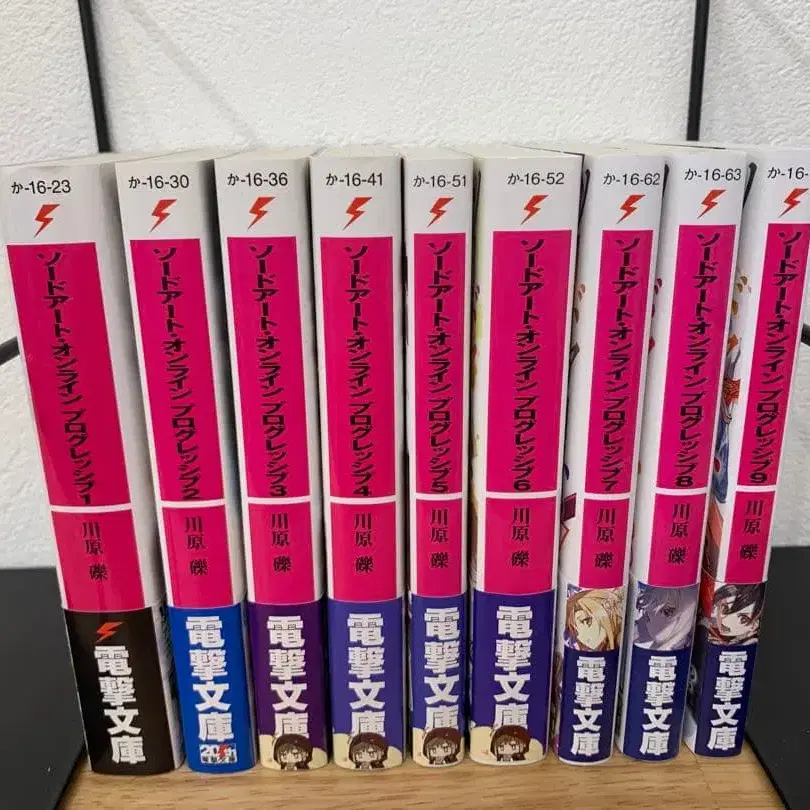 か-16-23
ソードアート・オンライン プログレッシブ1
川原 礫
電撃文庫
か-16-30
ソードアート・オンライン プログレッシブ2
川原 礫
電撃文庫
か-16-36
ソードアート・オンライン プログレッシブ3
川原 礫
電撃文庫
か-16-41
ソードアート・オンライン プログレッシブ4
川原 礫
電撃文庫
か-16-51
ソードアート・オンライン プログレッシブ5
川原 礫
電撃文庫
か-16-52
ソードアート・オンライン プログレッシブ6
川原 礫
電撃文庫
か-16-62
ソードアート・オンライン プログレッシブ7
川原 礫
電撃文庫
か-16-63
ソードアート・オンライン プログレッシブ8
川原 礫
電撃文庫
か-16-
ソードアート・オンライン プログレッシブ9
川原 礫
電撃文庫